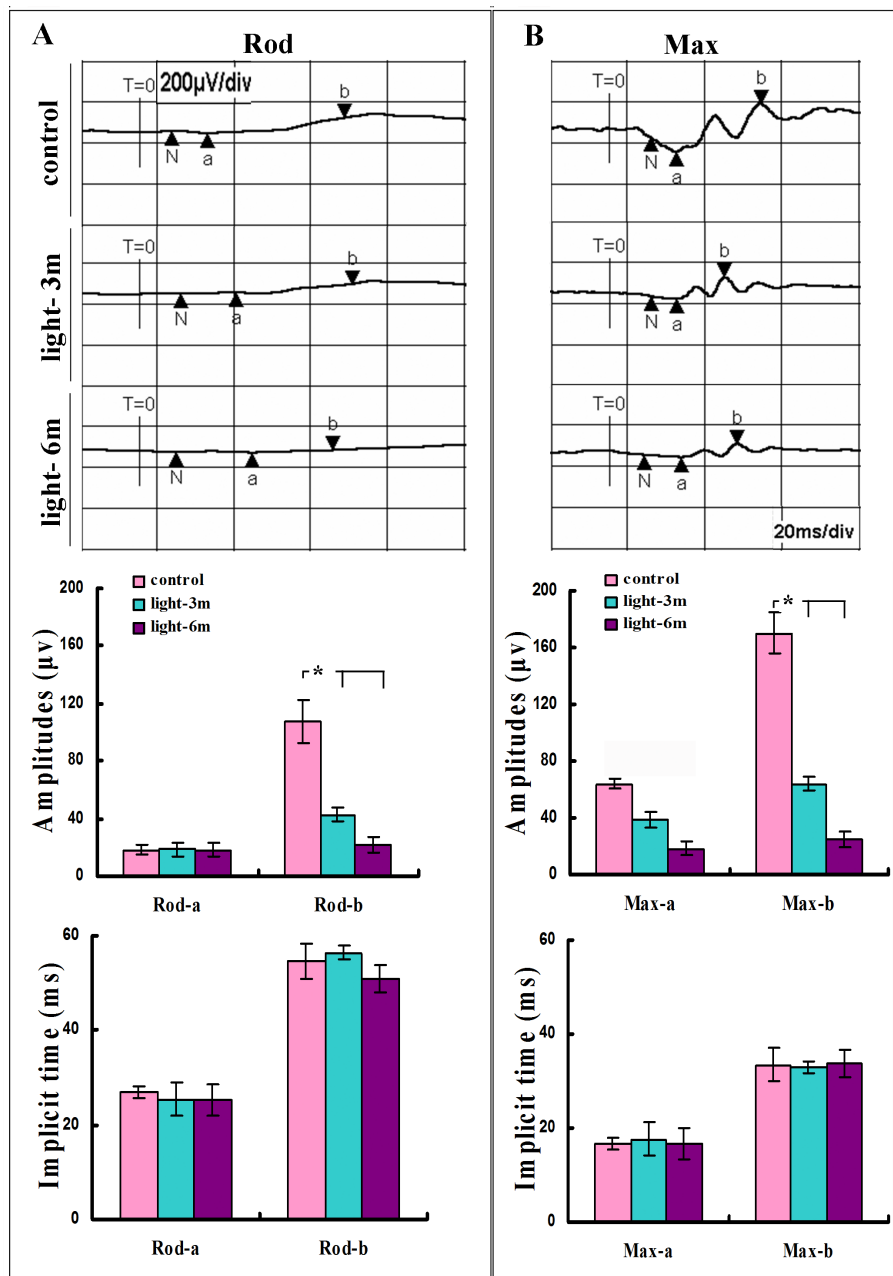 A
Rod
control
T=0
200µV/div
b
N
a
light- 3m
T=0
b
N
a
light- 6m
T=0
b
N
a
control
light-3m
light-6m
Amplitudes (µv)
200
160
120
80
40
0
*
Rod-a
Rod-b
Implicit time (ms)
60
40
20
0
Rod-a
Rod-b
B
Max
T=0
b
N
a
T=0
b
N
a
T=0
b
N
a
20ms/div
control
light-3m
light-6m
Amplitudes (µv)
200
160
120
80
40
0
*
Max-a
Max-b
Implicit time (ms)
60
40
20
0
Max-a
Max-b